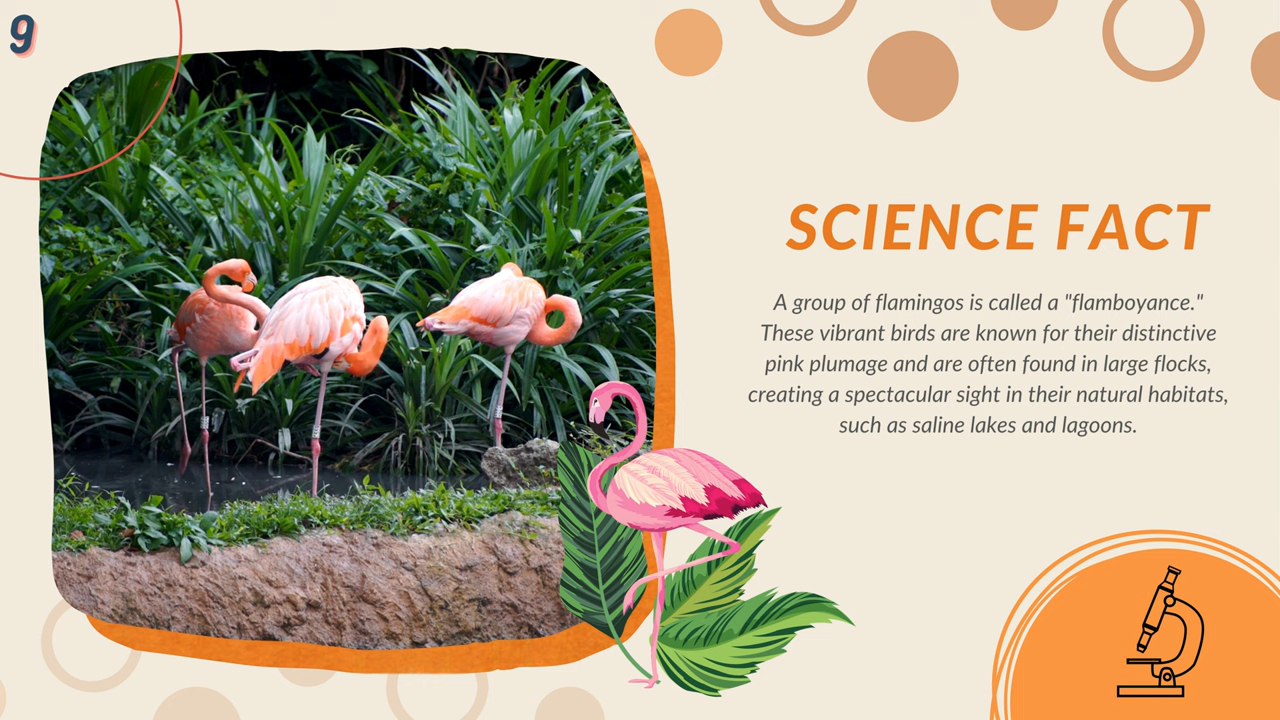 9
SCIENCE FACT
A group of flamingos is called a "flamboyance."
These vibrant birds are known for their distinctive
pink plumage and are often found in large flocks,
creating a spectacular sight in their natural habitats,
such as saline lakes and lagoons.